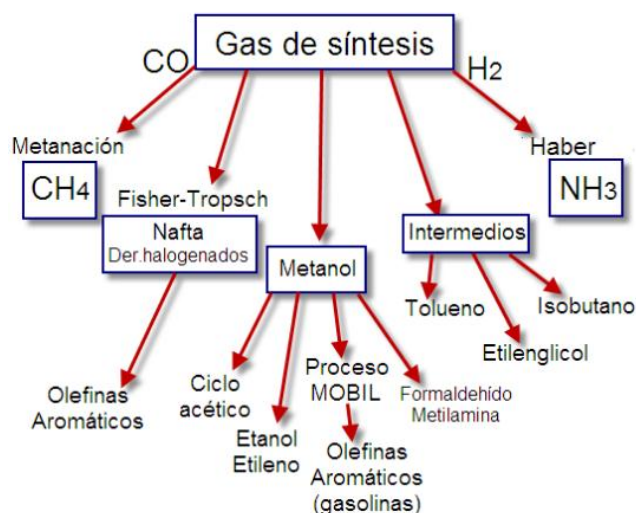 Gas de síntesis
CO
H2
Metanación
CH4
Haber
NH3
Fisher-Tropsch
Nafta
Der.halogenados
Metanol
Intermedios
Tolueno
Isobutano
Etilenglicol
Olefinas
Aromáticos
Ciclo
acético
Etanol
Etileno
Proceso
MOBIL
Formaldehído
Metilamina
Olefinas
Aromáticos
(gasolinas)